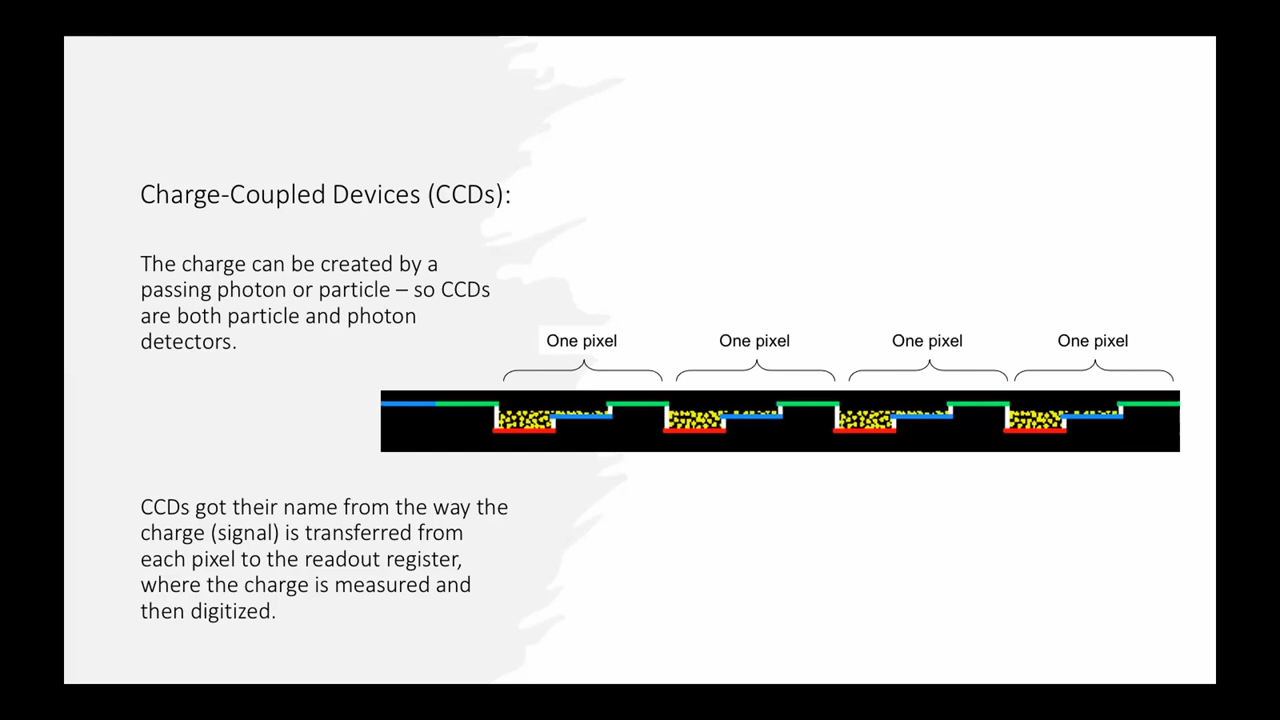 Charge-Coupled Devices (CCDs):
The charge can be created by a
passing photon or particle – so CCDs
are both particle and photon
detectors.
One pixel
One pixel
One pixel
One pixel
CCDs got their name from the way the
charge (signal) is transferred from
each pixel to the readout register,
where the charge is measured and
then digitized.